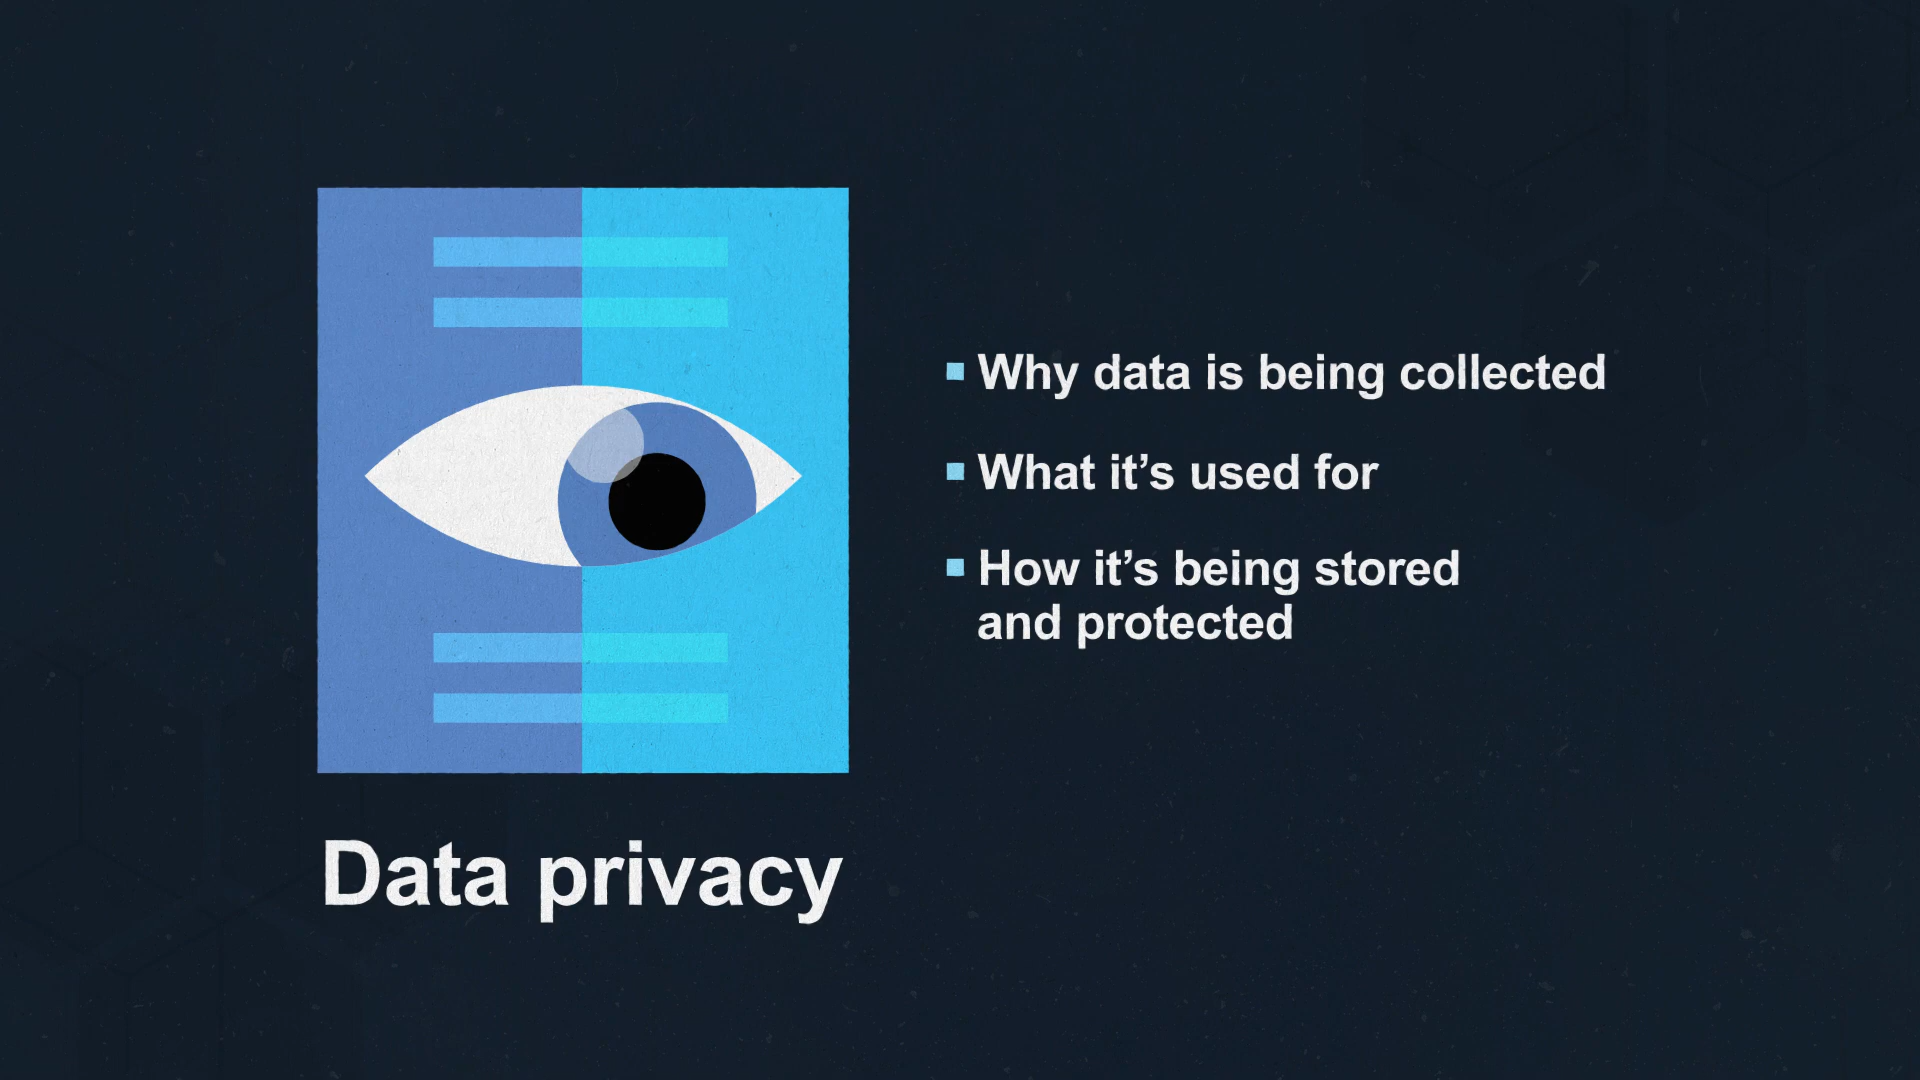 Why data is being collected
What it’s used for
How it’s being stored
and protected
Data privacy